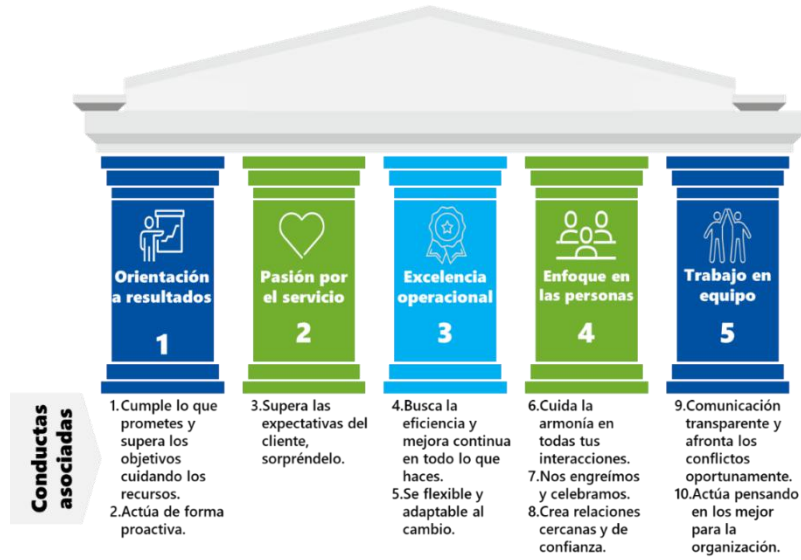 Orientación
a resultados
1
Pasión por
el servicio
2
Excelencia
operacional
3
Enfoque en
las personas
4
Trabajo en
equipo
5
Conductas
asociadas
1.Cumple lo que
prometes y
supera los
objetivos
cuidando los
recursos.
2.Actúa de forma
proactiva.
3.Supera las
expectativas del
cliente,
sorpréndelo.
4.Busca la
eficiencia y
mejora continua
en todo lo que
haces.
5.Se flexible y
adaptable al
cambio.
6.Cuida la
armonía en
todas tus
interacciones.
7.Nos engreímos
y celebramos.
8.Crea relaciones
cercanas y de
confianza.
9.Comunicación
transparente y
afronta los
conflictos
oportunamente.
10.Actúa pensando
en los mejor
para la
organización.